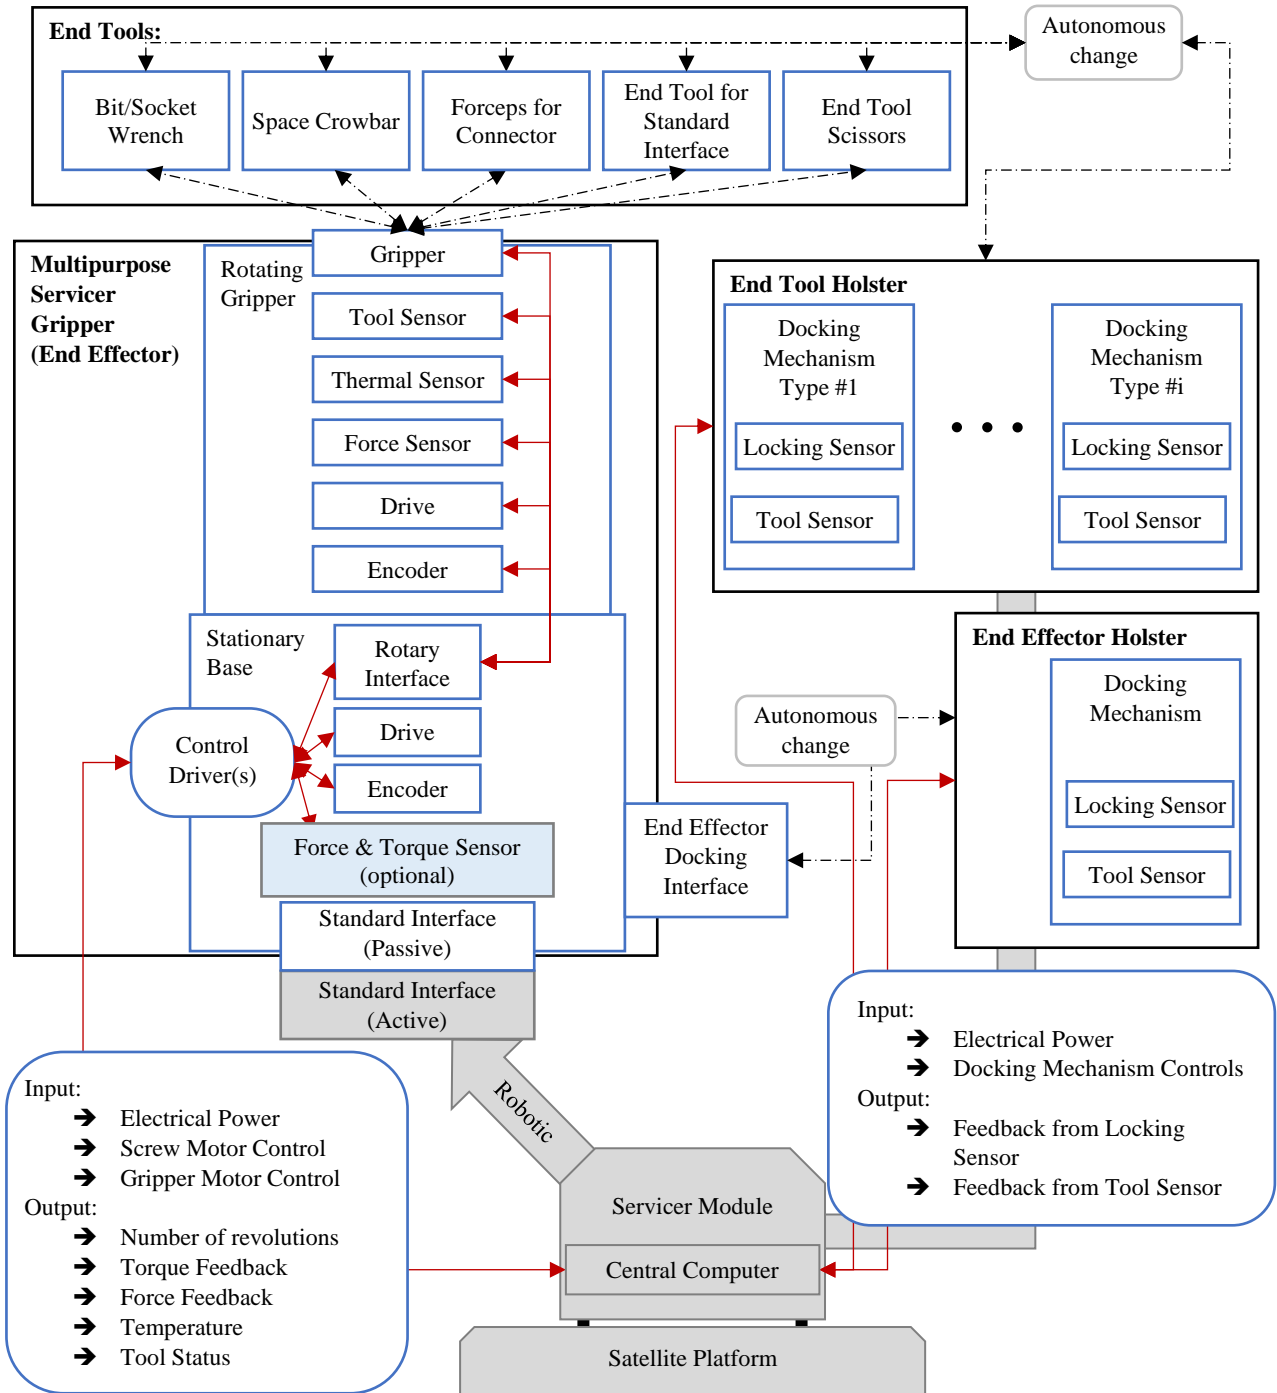 End Tools:
Autonomous
change
Bit/Socket
Wrench
Space Crowbar
Forceps for
Connector
End Tool for
Standard
Interface
End Tool
Scissors
Multipurpose
Servicer
Gripper
(End Effector)
Rotating
Gripper
Gripper
Tool Sensor
Thermal Sensor
Force Sensor
Drive
Encoder
Stationary
Base
Rotary
Interface
Control
Driver(s)
Drive
Encoder
Force & Torque Sensor
(optional)
Standard Interface
(Passive)
Standard Interface
(Active)
End Effector
Docking
Interface
End Tool Holster
Docking
Mechanism
Type #1
Locking Sensor
Tool Sensor
• • •
Docking
Mechanism
Type #i
Locking Sensor
Tool Sensor
End Effector Holster
Docking
Mechanism
Locking Sensor
Tool Sensor
Autonomous
change
Input:
➔ Electrical Power
➔ Screw Motor Control
➔ Gripper Motor Control
Output:
➔ Number of revolutions
➔ Torque Feedback
➔ Force Feedback
➔ Temperature
➔ Tool Status
Input:
➔ Electrical Power
➔ Docking Mechanism Controls
Output:
➔ Feedback from Locking
Sensor
➔ Feedback from Tool Sensor
Robotic
Servicer Module
Central Computer
Satellite Platform